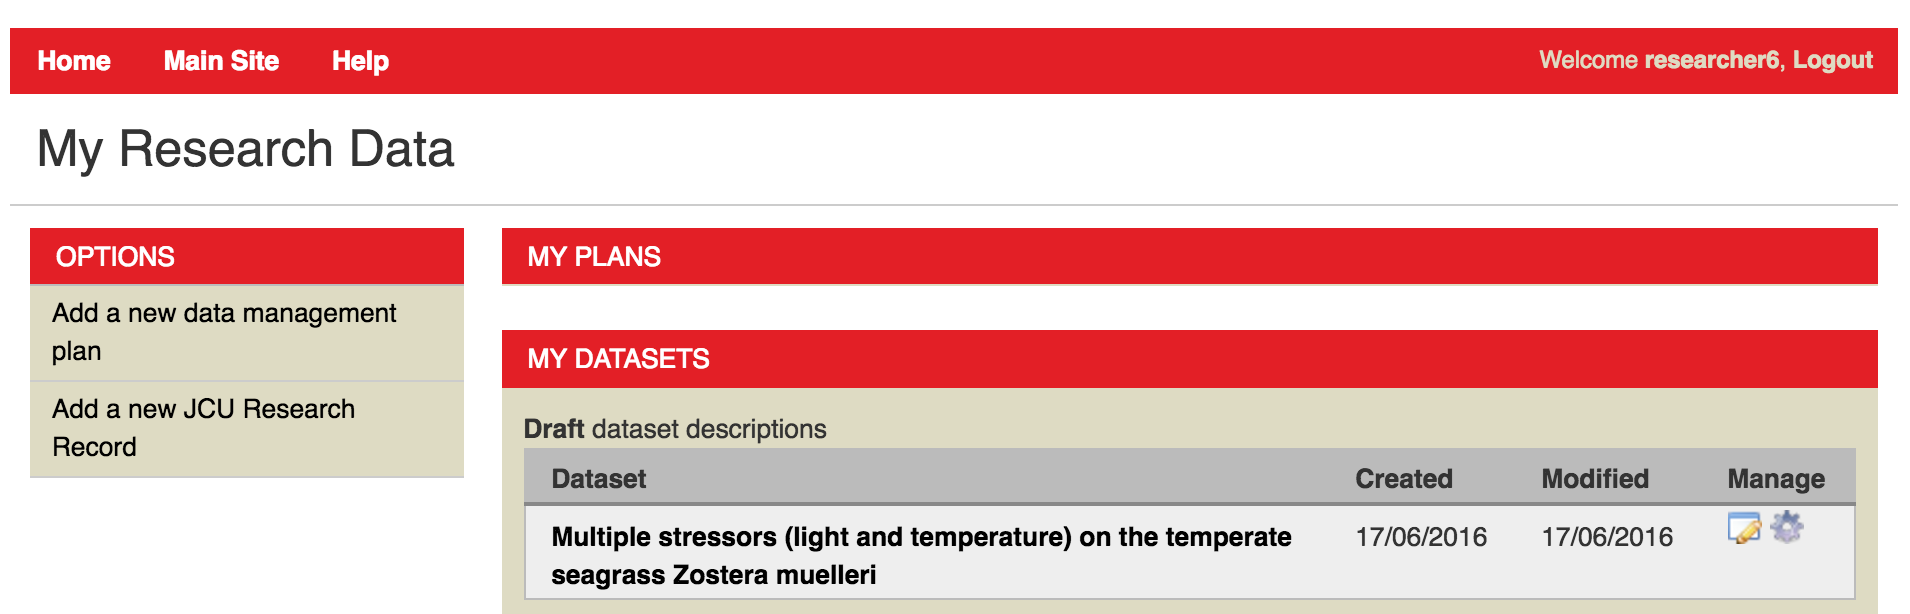 Home Main Site Help Welcome researcher6, Logout
My Research Data
OPTIONS
Add a new data management
plan
Add a new JCU Research
Record
MY PLANS
MY DATASETS
Draft dataset descriptions
Dataset Created Modified Manage
Multiple stressors (light and temperature) on the temperate 17/06/2016 17/06/2016
seagrass Zostera muelleri